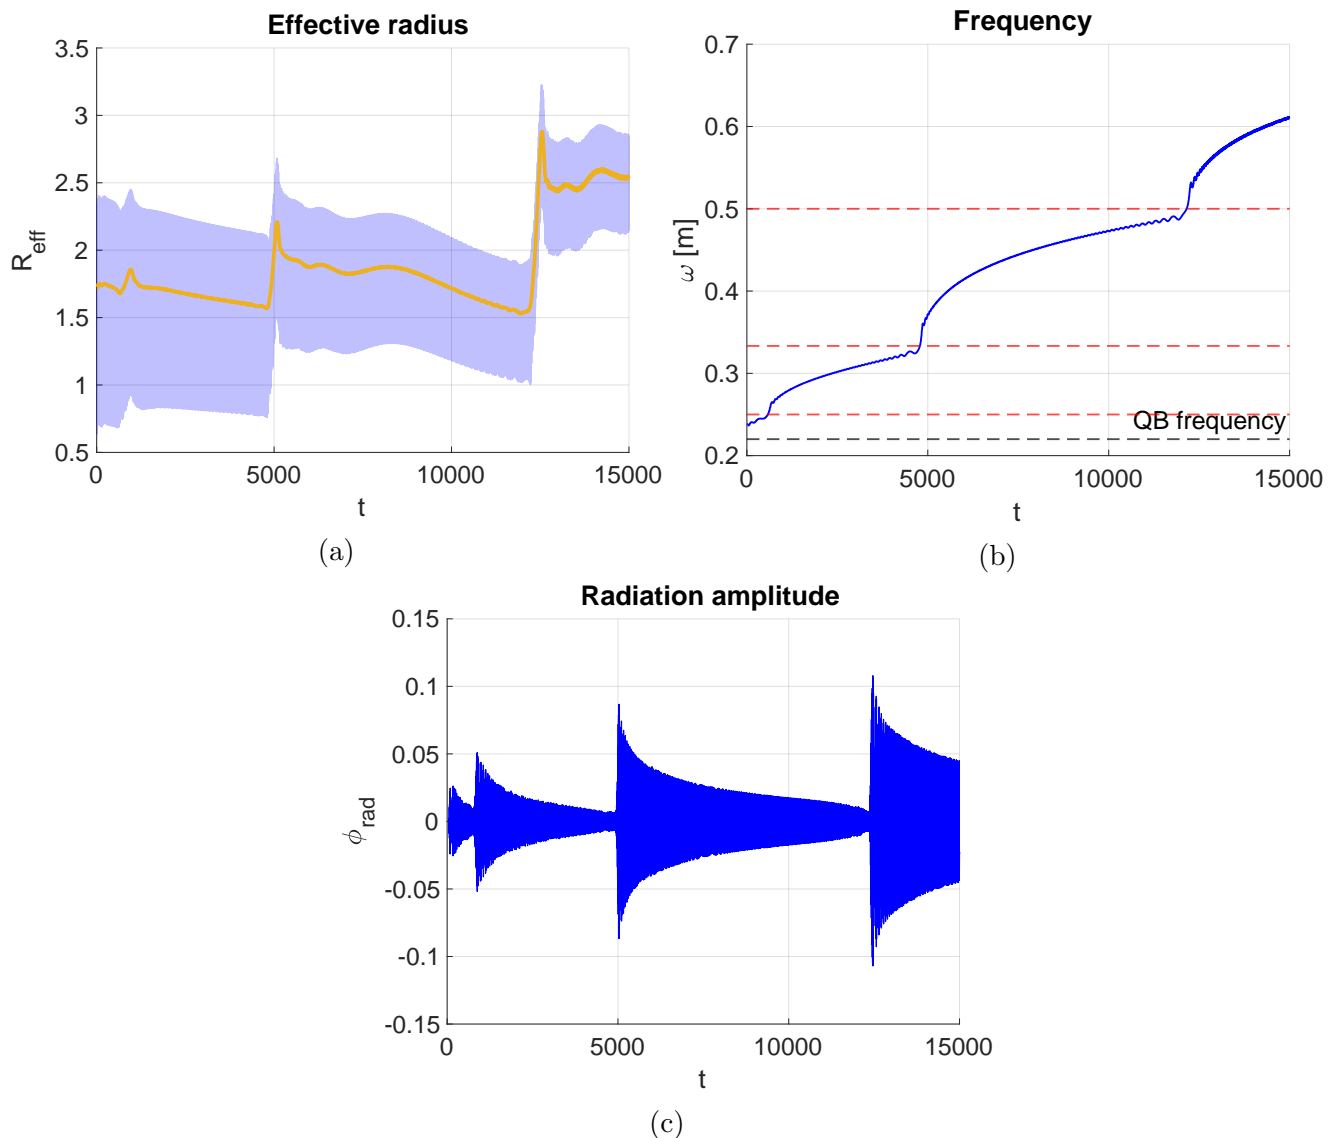 Effective radius
3.5
3
2.5
2
1.5
1
0.5
R_eff
0 5000 10000 15000
t
(a)
Frequency
0.7
0.6
0.5
0.4
0.3
0.2
ω [m]
QB frequency
0 5000 10000 15000
t
(b)
Radiation amplitude
0.15
0.1
0.05
0
-0.05
-0.1
-0.15
ϕ_rad
0 5000 10000 15000
t
(c)